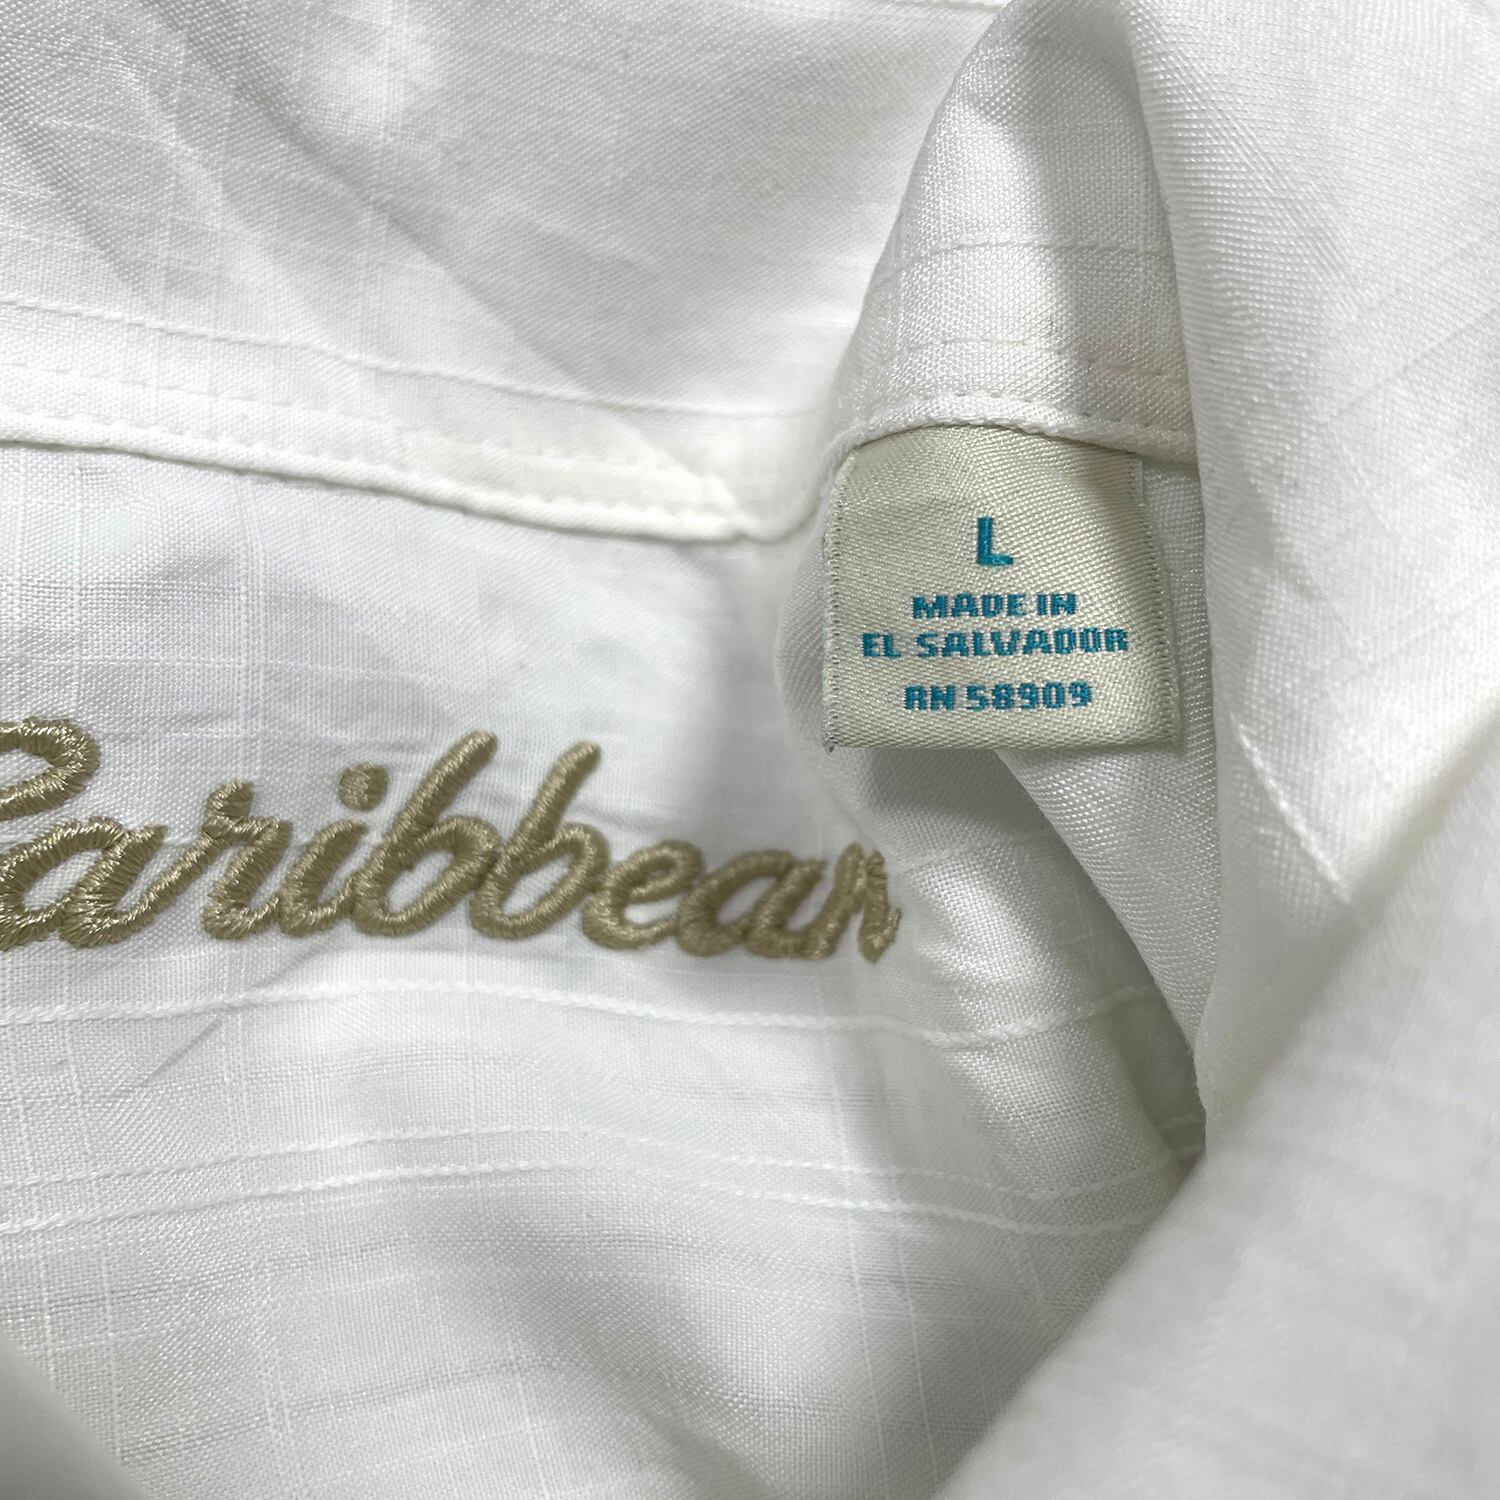 L
MADE IN
EL SALVADOR
RN 58909
Caribbean